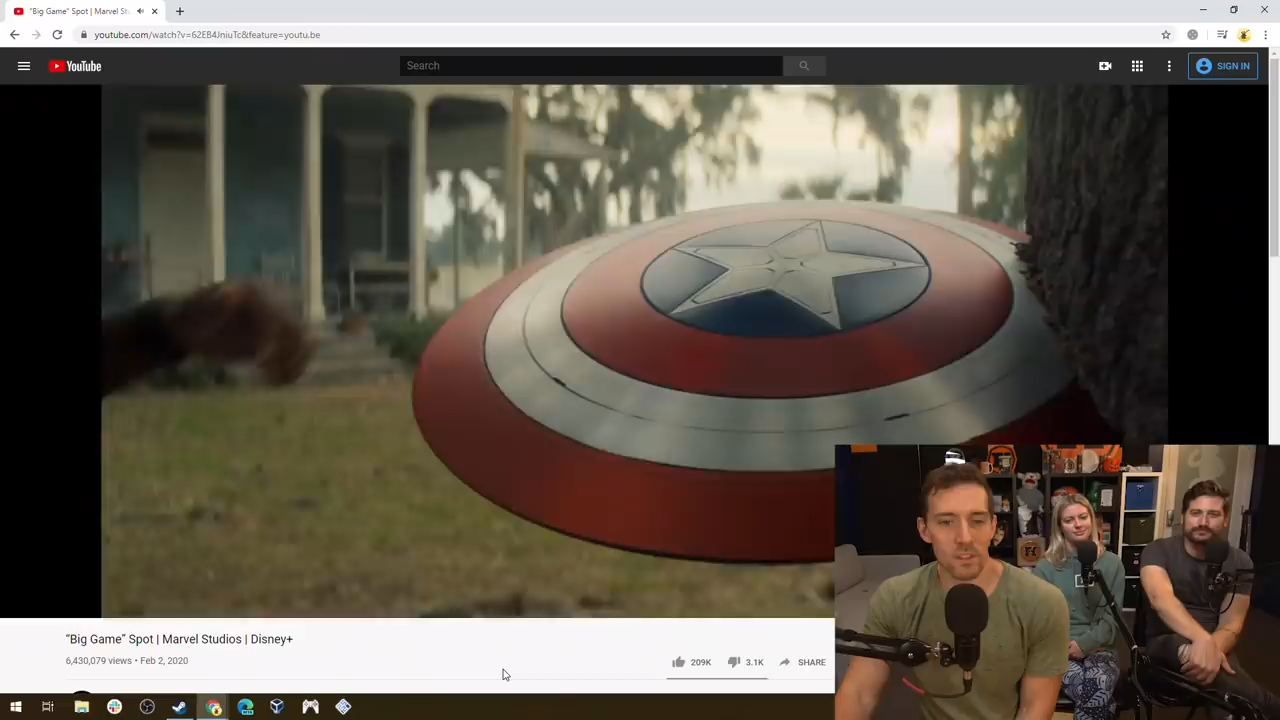 "Big Game" Spot | Marvel St
youtube.com/watch?v=62EB4JniuTc&feature=youtu.be
YouTube
Search
SIGN IN
"Big Game" Spot | Marvel Studios | Disney+
6,430,079 views • Feb 2, 2020
209K
3.1K
SHARE